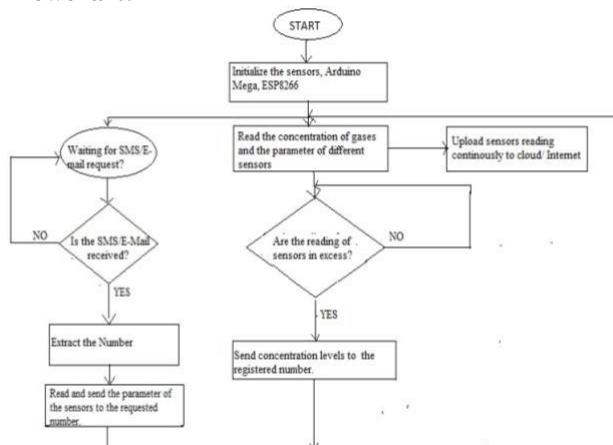 START
Initialize the sensors, Arduino
Mega, ESP8266
Waiting for SMS/E-
mail request?
Read the concentration of gases
and the parameter of different
sensors
Upload sensors reading
continously to cloud/ Internet
NO
Is the SMS/E-Mail
received?
Are the reading of
sensors in excess?
NO
YES
YES
Extract the Number
Send concentration levels to the
registered number.
Read and send the parameter of
the sensors to the requested
number.